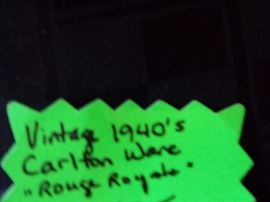 Vintage 1940's
Carlton Ware
"Rouge Royale"